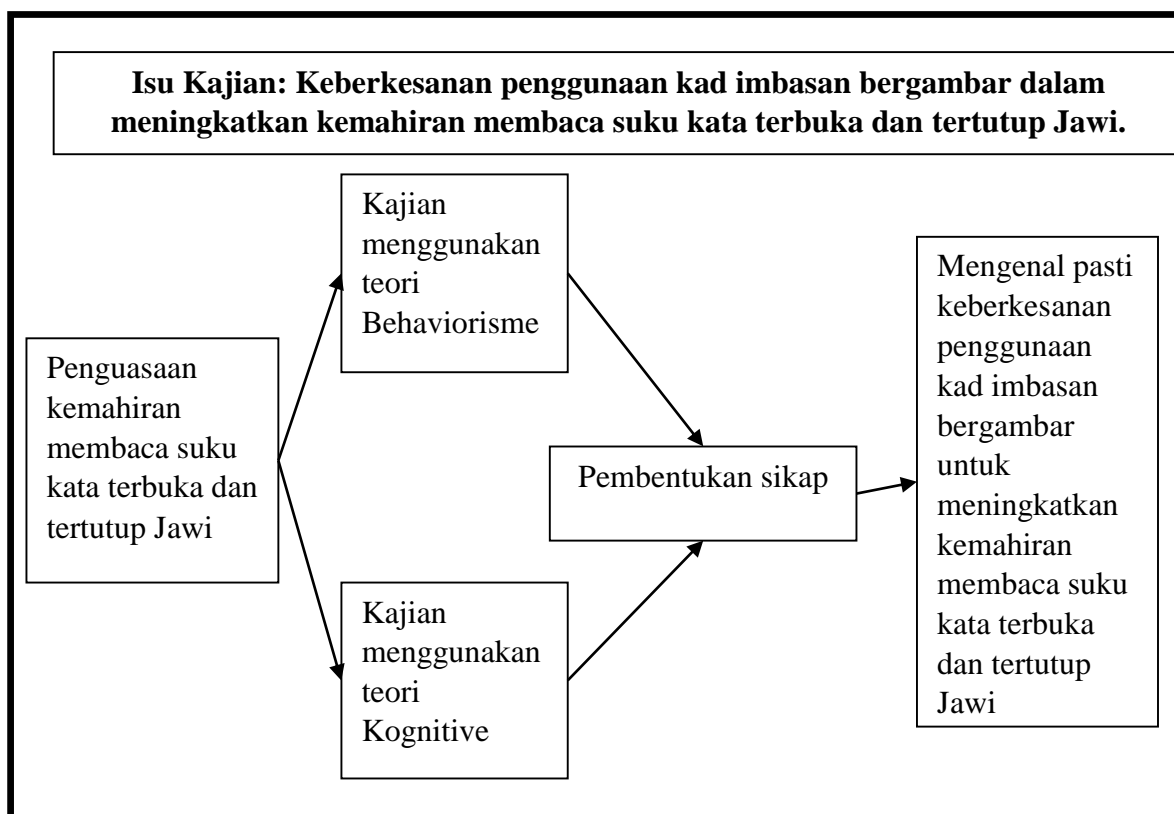 Isu Kajian: Keberkesanan penggunaan kad imbasan bergambar dalam
meningkatkan kemahiran membaca suku kata terbuka dan tertutup Jawi.
Penguasaan
kemahiran
membaca suku
kata terbuka dan
tertutup Jawi
Kajian
menggunakan
teori
Behaviorisme
Kajian
menggunakan
teori
Kognitive
Pembentukan sikap
Mengenal pasti
keberkesanan
penggunaan
kad imbasan
bergambar
untuk
meningkatkan
kemahiran
membaca suku
kata terbuka
dan tertutup
Jawi